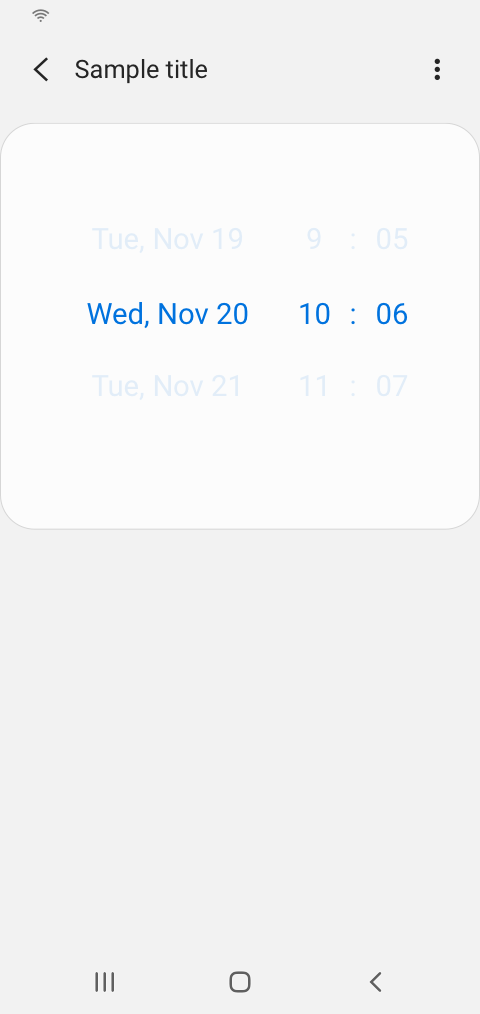 Sample title
Tue, Nov 19 9 : 05
Wed, Nov 20 10 : 06
Tue, Nov 21 11 : 07